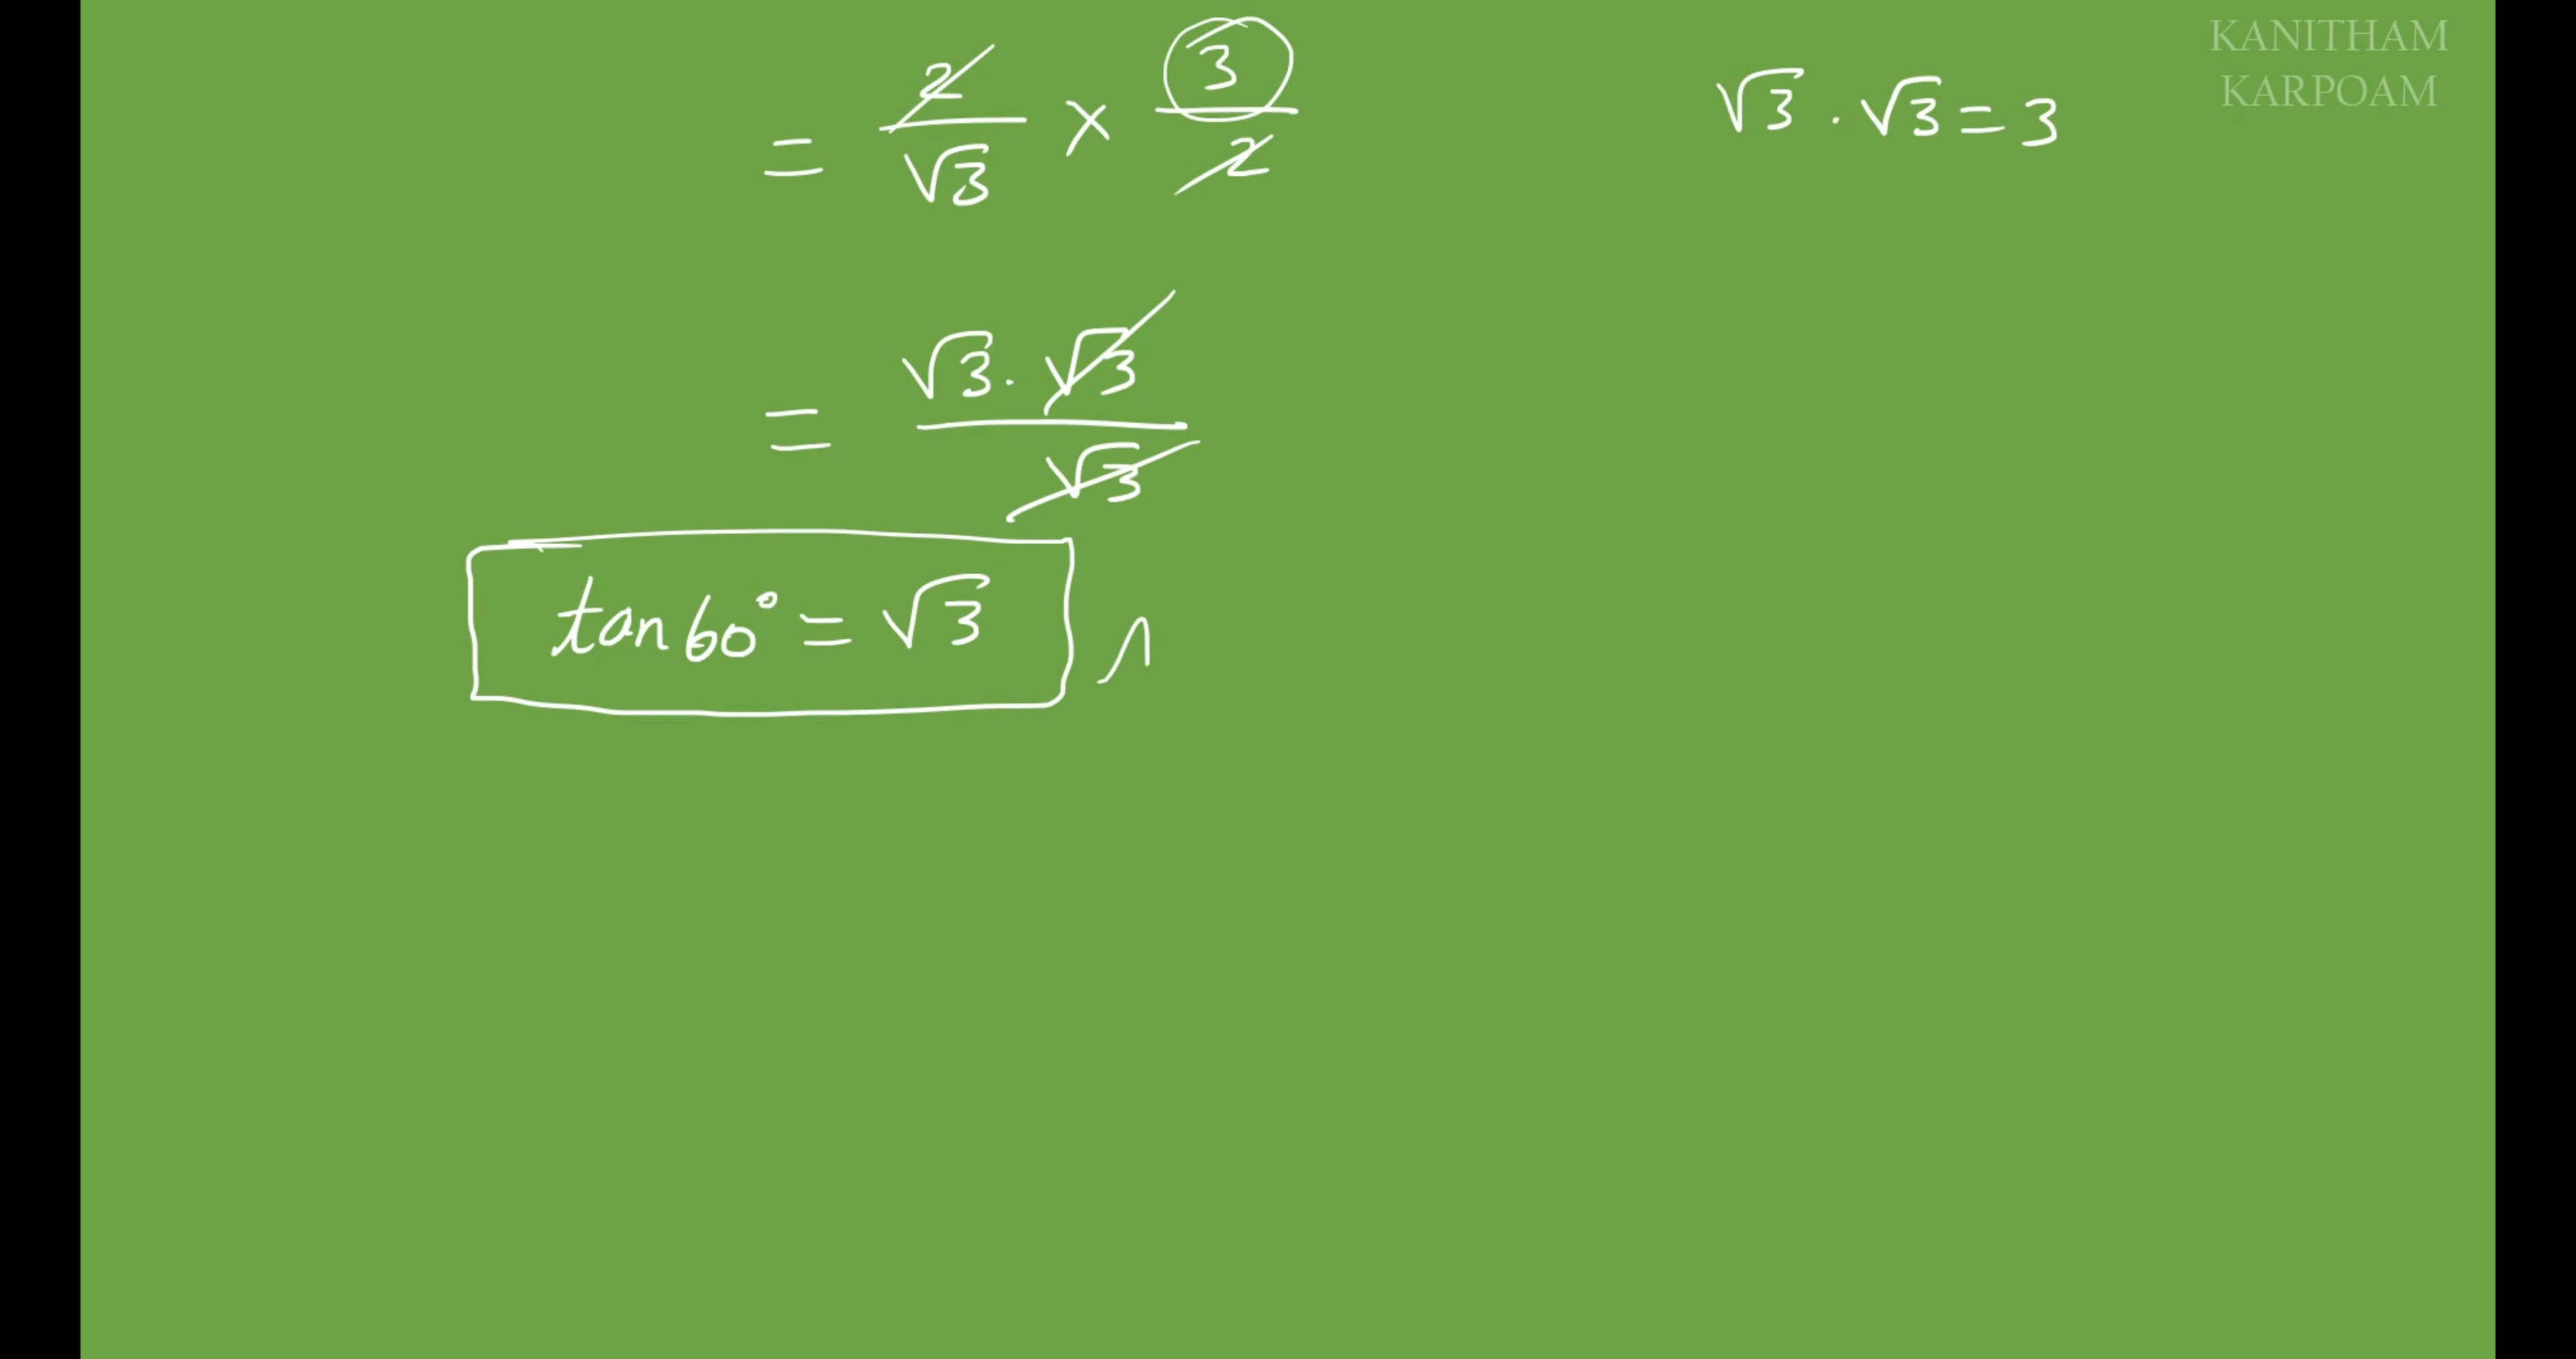 = 2/√3 × 3/2
√3 . √3 = 3
KANITHAM
KARPOAM
= √3 . √3 / √3
tan 60° = √3